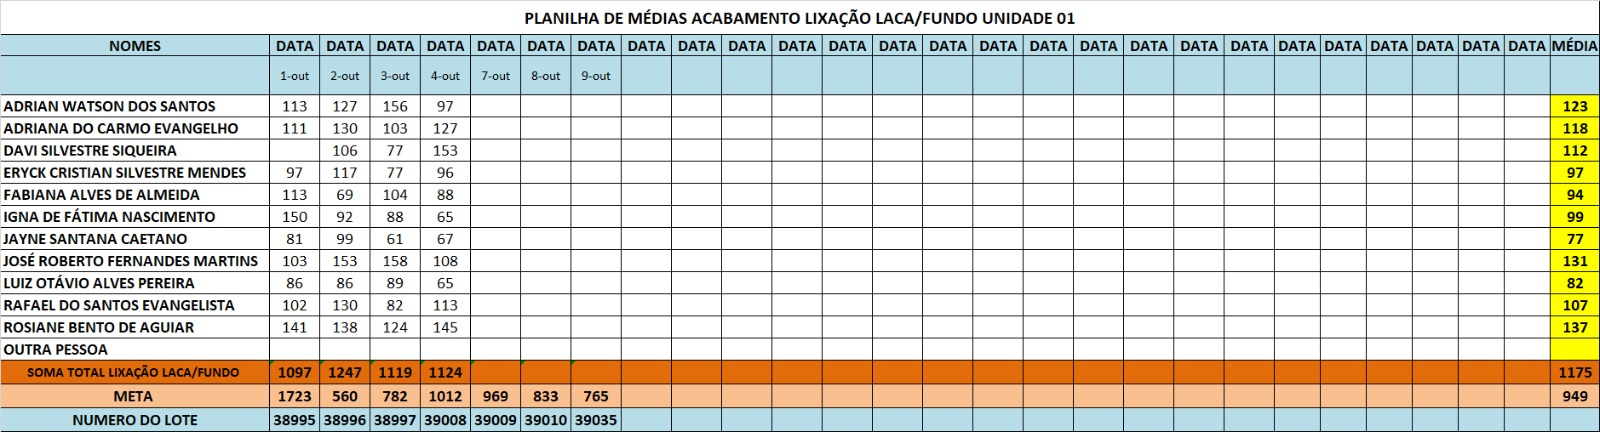 PLANILHA DE MÉDIAS ACABAMENTO LIXAÇÃO LACA/FUNDO UNIDADE 01
NOMES DATA DATA DATA DATA DATA DATA DATA DATA DATA DATA DATA DATA DATA DATA DATA DATA DATA DATA DATA DATA DATA DATA DATA DATA DATA DATA MÉDIA
1-out 2-out 3-out 4-out 7-out 8-out 9-out
ADRIAN WATSON DOS SANTOS 113 127 156 97 123
ADRIANA DO CARMO EVANGELHO 111 130 103 127 118
DAVI SILVESTRE SIQUEIRA 106 77 153 112
ERYCK CRISTIAN SILVESTRE MENDES 97 117 77 96 97
FABIANA ALVES DE ALMEIDA 113 69 104 88 94
IGNA DE FÁTIMA NASCIMENTO 150 92 88 65 99
JAYNE SANTANA CAETANO 81 99 61 67 77
JOSÉ ROBERTO FERNANDES MARTINS 103 153 158 108 131
LUIZ OTÁVIO ALVES PEREIRA 86 86 89 65 82
RAFAEL DO SANTOS EVANGELISTA 102 130 82 113 107
ROSIANE BENTO DE AGUIAR 141 138 124 145 137
OUTRA PESSOA
SOMA TOTAL LIXAÇÃO LACA/FUNDO 1097 1247 1119 1124 1175
META 1723 560 782 1012 969 833 765 949
NUMERO DO LOTE 38995 38996 38997 39008 39009 39010 39035